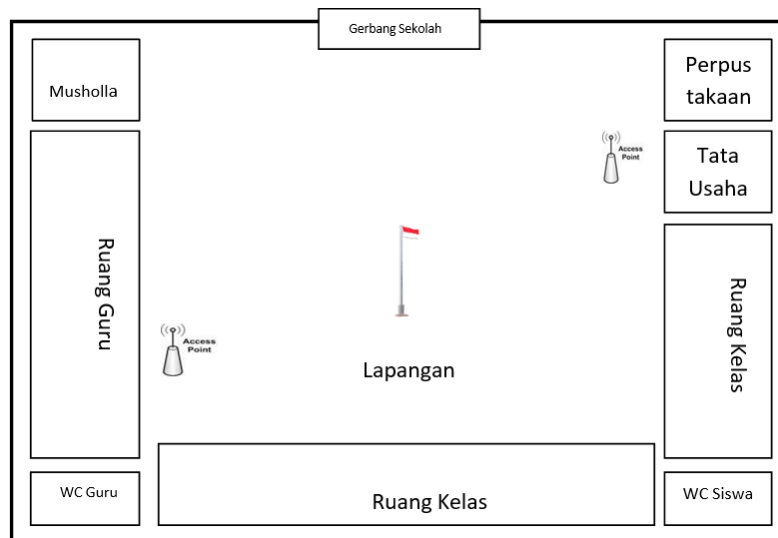 Gerbang Sekolah
Musholla
Perpus
takaan
Access
Point
Tata
Usaha
Ruang Guru
Ruang Kelas
Access
Point
Lapangan
WC Guru
Ruang Kelas
WC Siswa